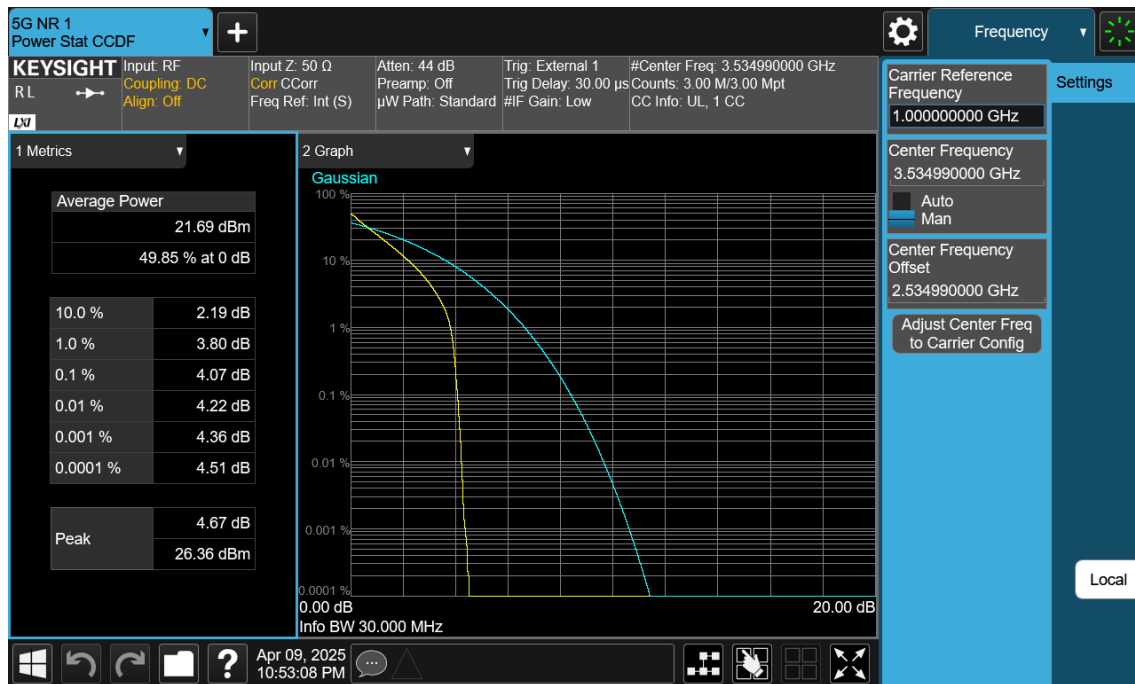 5G NR 1
Power Stat CCDF
Frequency
KEYSIGHT
R L
LXI
Input: RF
Coupling: DC
Align: Off
Input Z: 50 Ω
Corr CCorr
Freq Ref: Int (S)
Atten: 44 dB
Preamp: Off
µW Path: Standard
Trig: External 1
Trig Delay: 30.00 µs
#IF Gain: Low
#Center Freq: 3.534990000 GHz
Counts: 3.00 M/3.00 Mpt
CC Info: UL, 1 CC
1 Metrics
Average Power
21.69 dBm
49.85 % at 0 dB
10.0 % 2.19 dB
1.0 % 3.80 dB
0.1 % 4.07 dB
0.01 % 4.22 dB
0.001 % 4.36 dB
0.0001 % 4.51 dB
Peak
4.67 dB
26.36 dBm
2 Graph
Gaussian
100 %
10 %
1 %
0.1 %
0.01 %
0.001 %
0.0001 %
0.00 dB 20.00 dB
Info BW 30.000 MHz
Carrier Reference
Frequency
1.000000000 GHz
Center Frequency
3.534990000 GHz
Auto
Man
Center Frequency
Offset
2.534990000 GHz
Adjust Center Freq
to Carrier Config
Settings
Local
?
Apr 09, 2025
10:53:08 PM